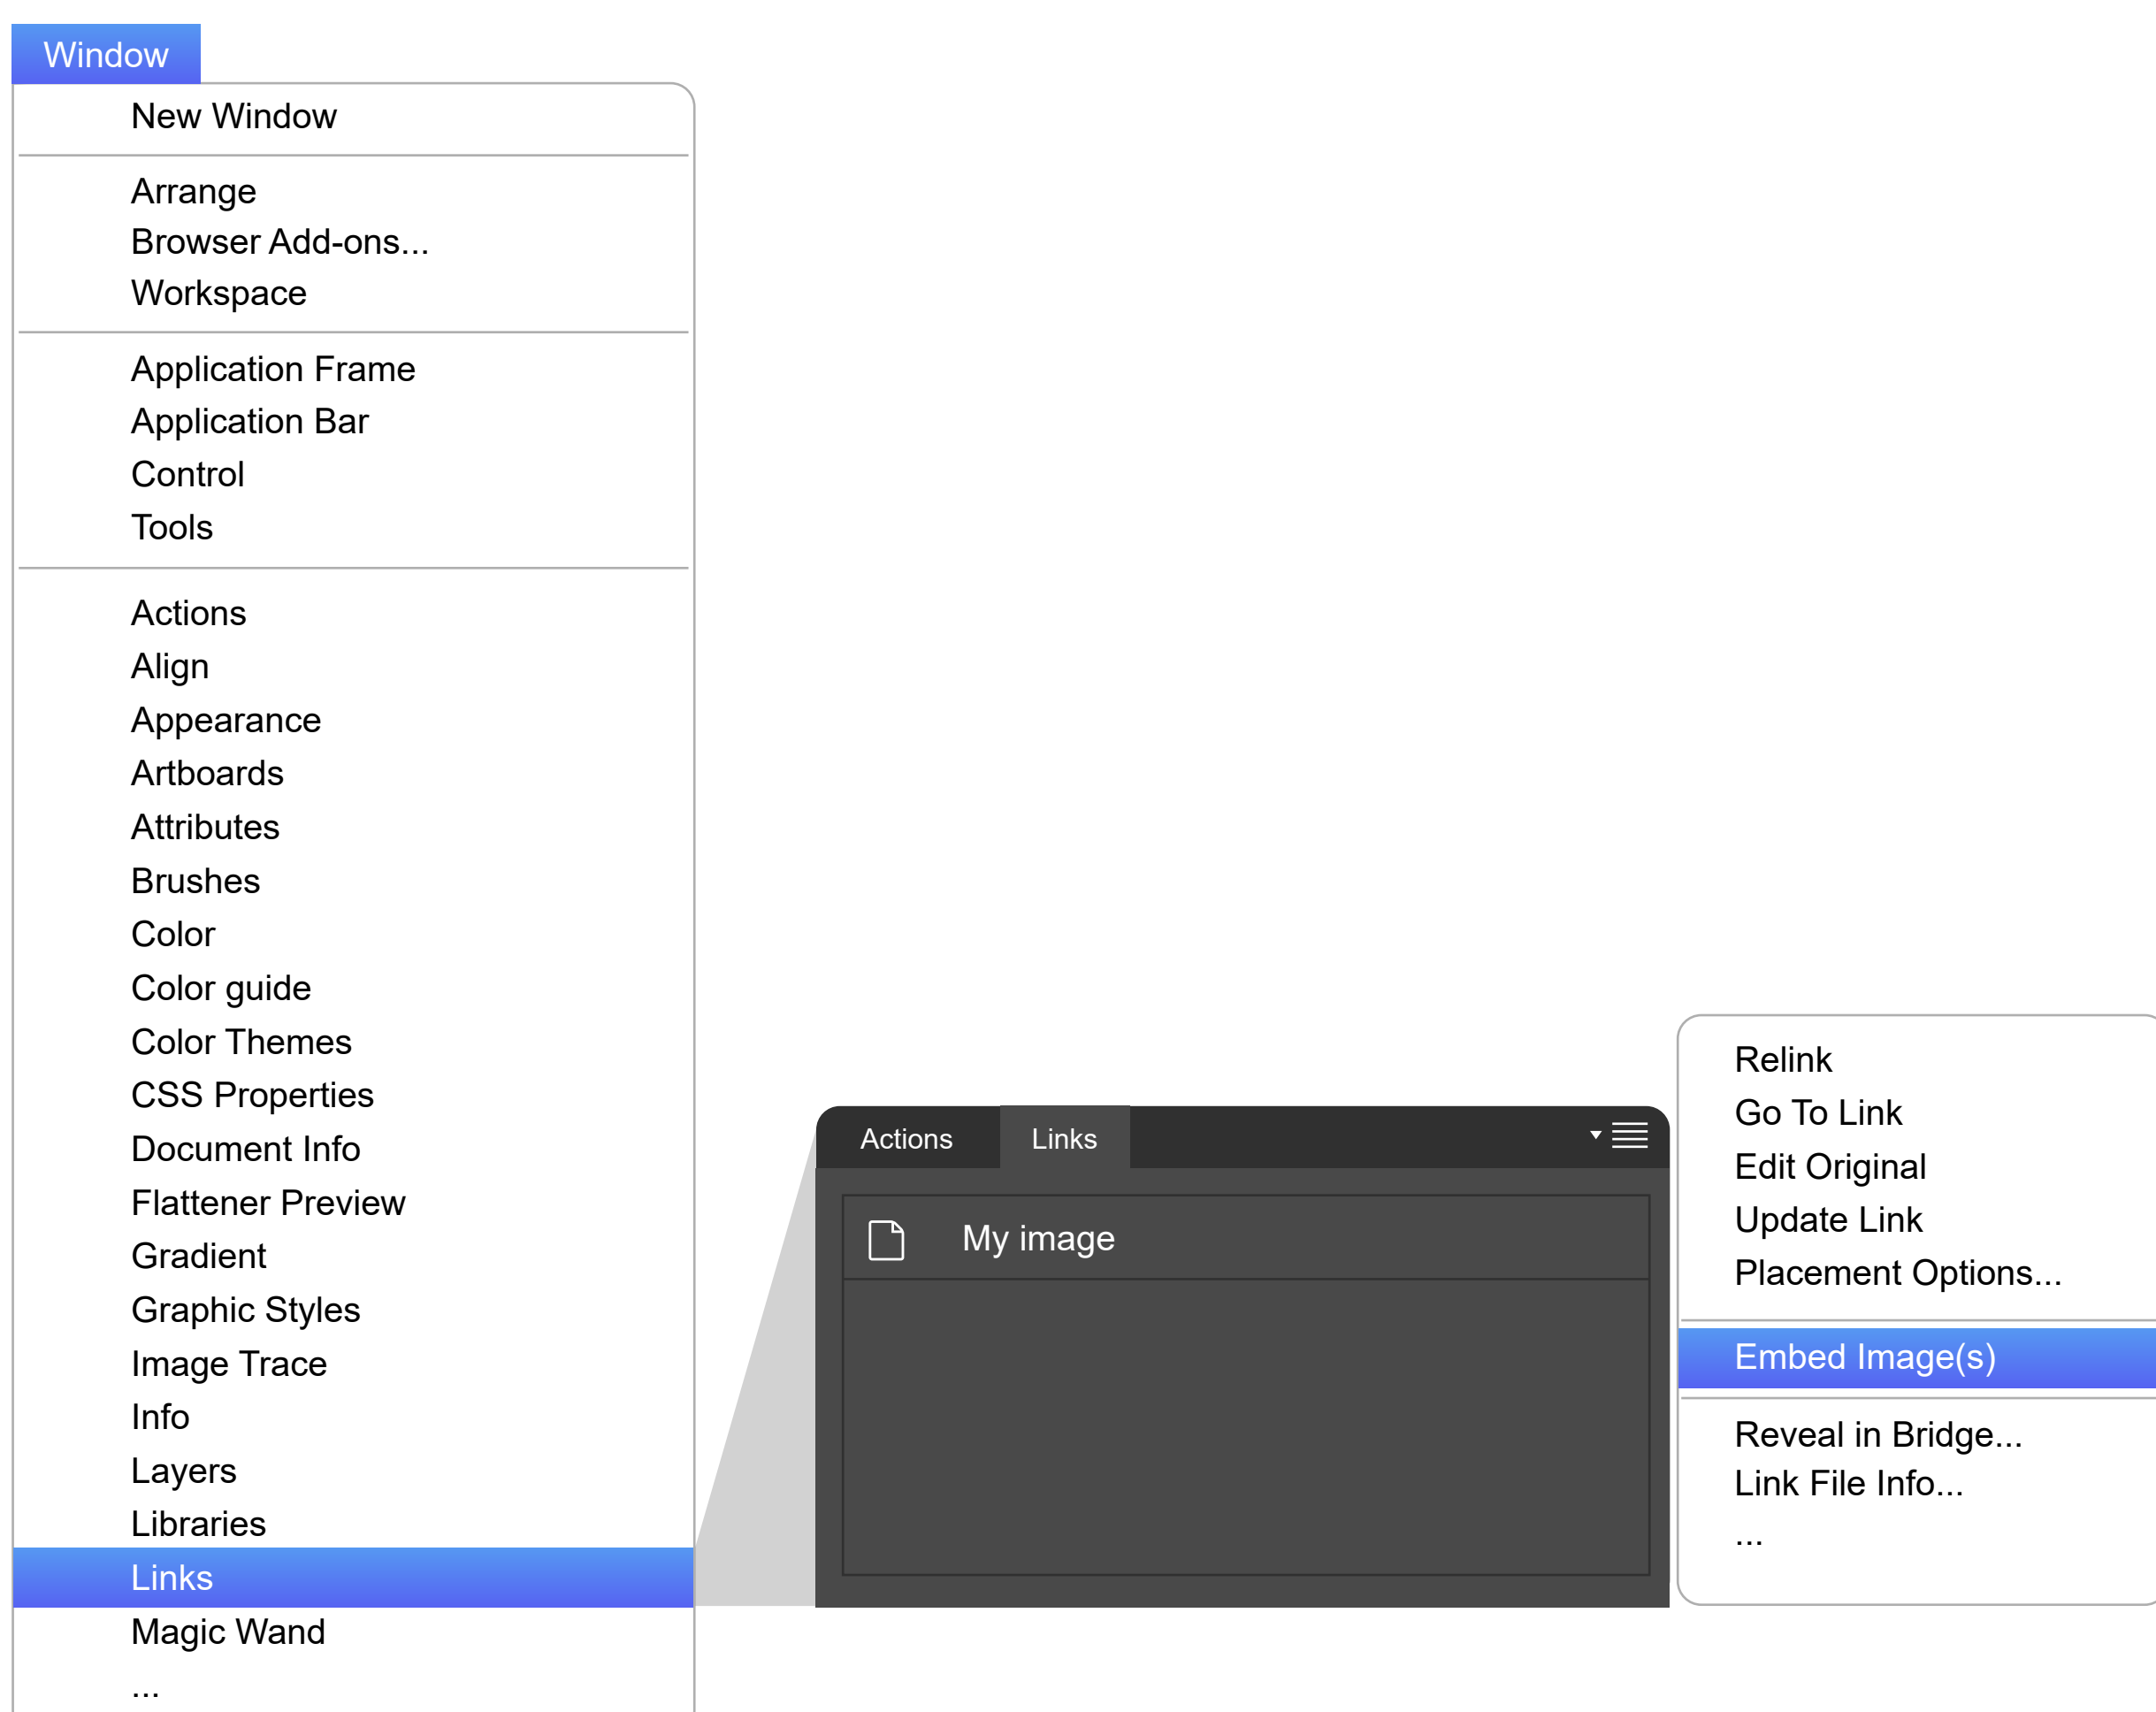 Window
New Window
Arrange
Browser Add-ons...
Workspace
Application Frame
Application Bar
Control
Tools
Actions
Align
Appearance
Artboards
Attributes
Brushes
Color
Color guide
Color Themes
CSS Properties
Document Info
Flattener Preview
Gradient
Graphic Styles
Image Trace
Info
Layers
Libraries
Links
Magic Wand
...
Actions Links
My image
Relink
Go To Link
Edit Original
Update Link
Placement Options...
Embed Image(s)
Reveal in Bridge...
Link File Info...
...